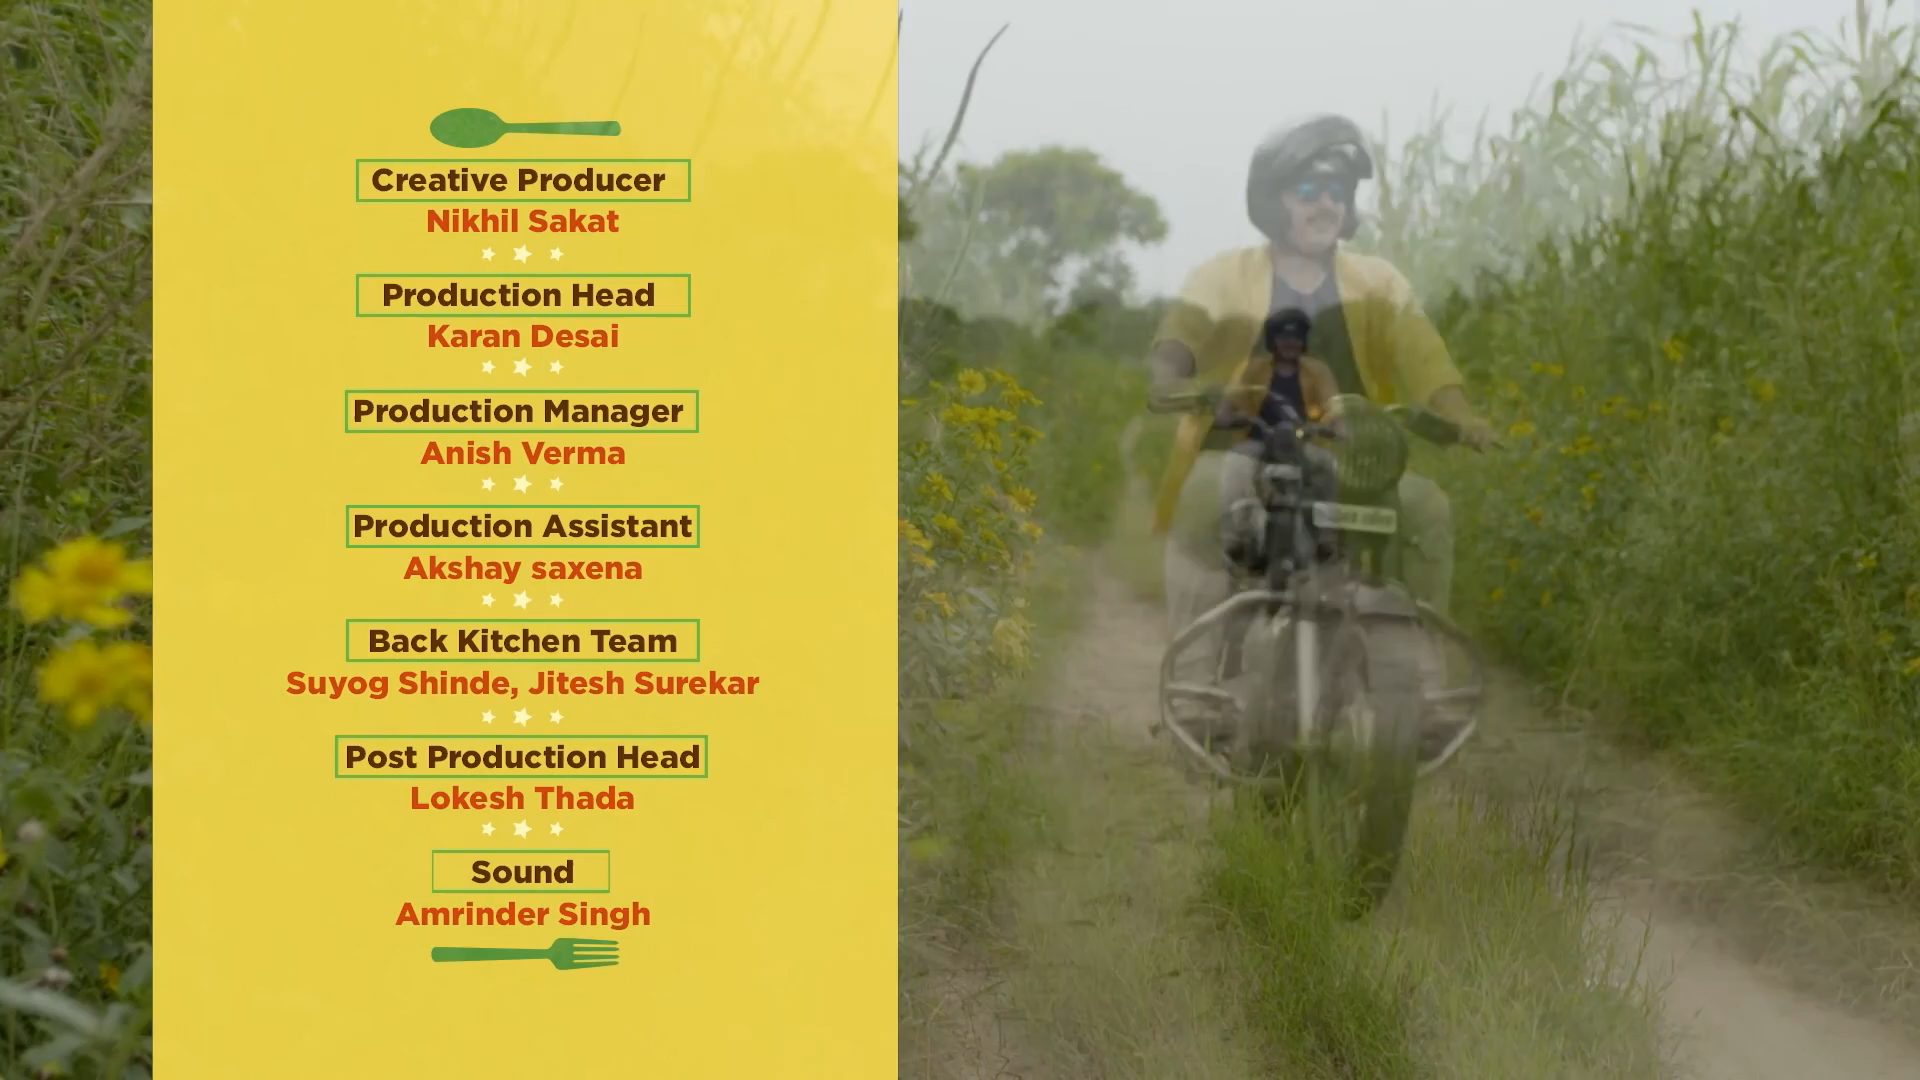 Creative Producer
Nikhil Sakat
Production Head
Karan Desai
Production Manager
Anish Verma
Production Assistant
Akshay saxena
Back Kitchen Team
Suyog Shinde, Jitesh Surekar
Post Production Head
Lokesh Thada
Sound
Amrinder Singh